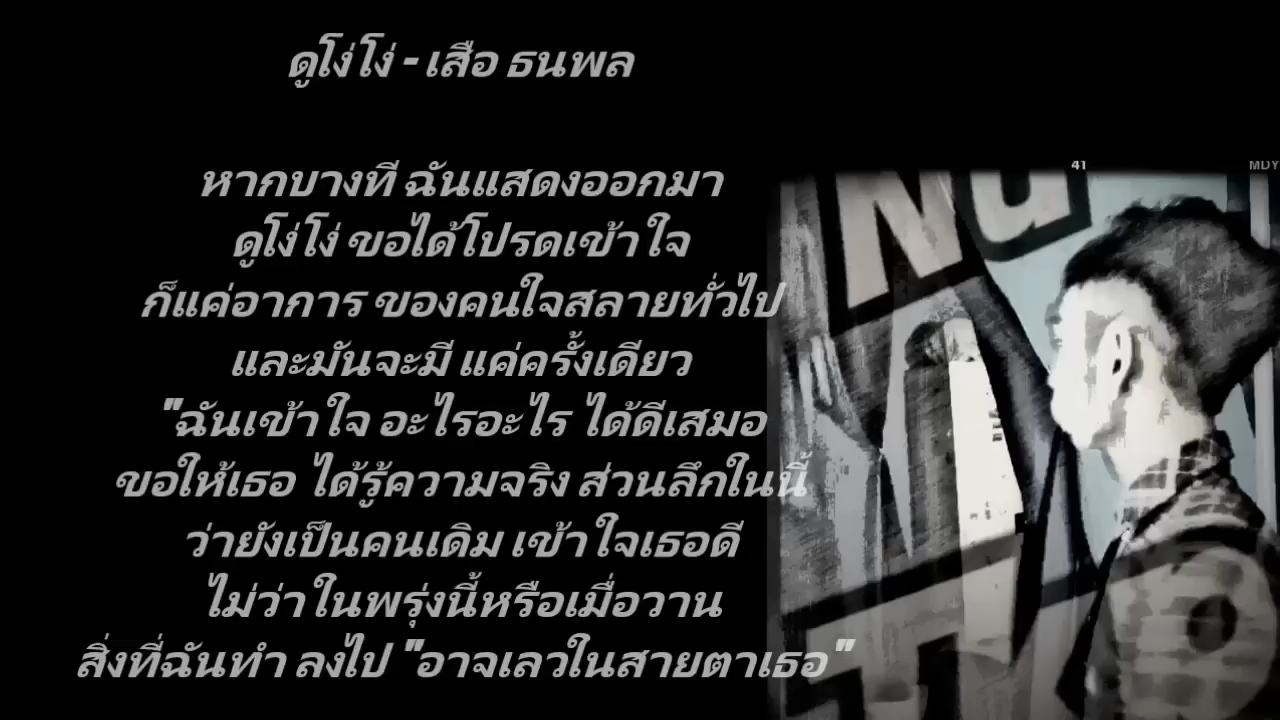 ดูโง่โง่ - เสือ ธนพล
หากบางที ฉันแสดงออกมา
ดูโง่โง่ ขอได้โปรดเข้าใจ
ก็แค่อาการ ของคนใจสลายทั่วไป
และมันจะมี แค่ครั้งเดียว
"ฉันเข้าใจ อะไรอะไร ได้ดีเสมอ
ขอให้เธอ ได้รู้ความจริง ส่วนลึกในนี้
ว่ายังเป็นคนเดิม เข้าใจเธอดี
ไม่ว่าในพรุ่งนี้หรือเมื่อวาน
สิ่งที่ฉันทำ ลงไป "อาจเลวในสายตาเธอ"
41
MDY